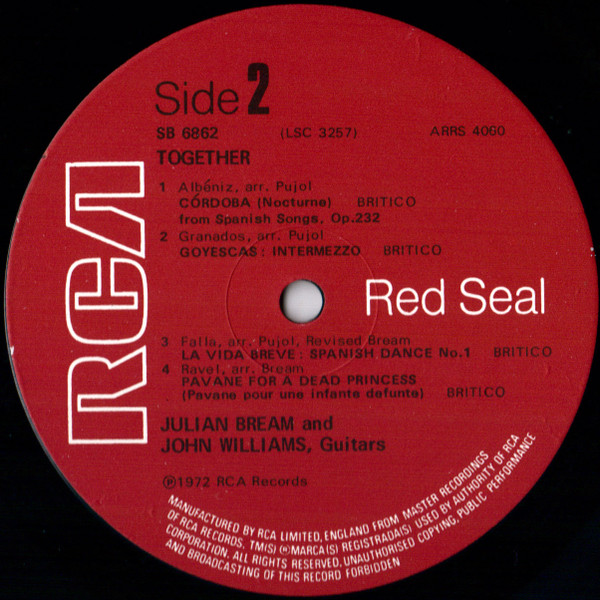 Side 2
SB 6862 (LSC 3257) ARRS 4060
TOGETHER
1 Albéniz, arr. Pujol
CÓRDOBA (Nocturne) BRITICO
from Spanish Songs, Op.232
2 Granados, arr. Pujol
GOYESCAS: INTERMEZZO BRITICO
RCA
Red Seal
3 Falla, arr. Pujol, Revised Bream
LA VIDA BREVE: SPANISH DANCE No.1 BRITICO
4 Ravel, arr. Bream
PAVANE FOR A DEAD PRINCESS
(Pavane pour une infante defunte) BRITICO
JULIAN BREAM and
JOHN WILLIAMS, Guitars
℗1972 RCA Records
MANUFACTURED BY RCA LIMITED, ENGLAND FROM MASTER RECORDINGS
OF RCA RECORDS. TM(S) ® MARCA(S) REGISTRADA(S) USED BY AUTHORITY OF RCA
CORPORATION. ALL RIGHTS RESERVED. UNAUTHORISED COPYING, PUBLIC PERFORMANCE
AND BROADCASTING OF THIS RECORD FORBIDDEN